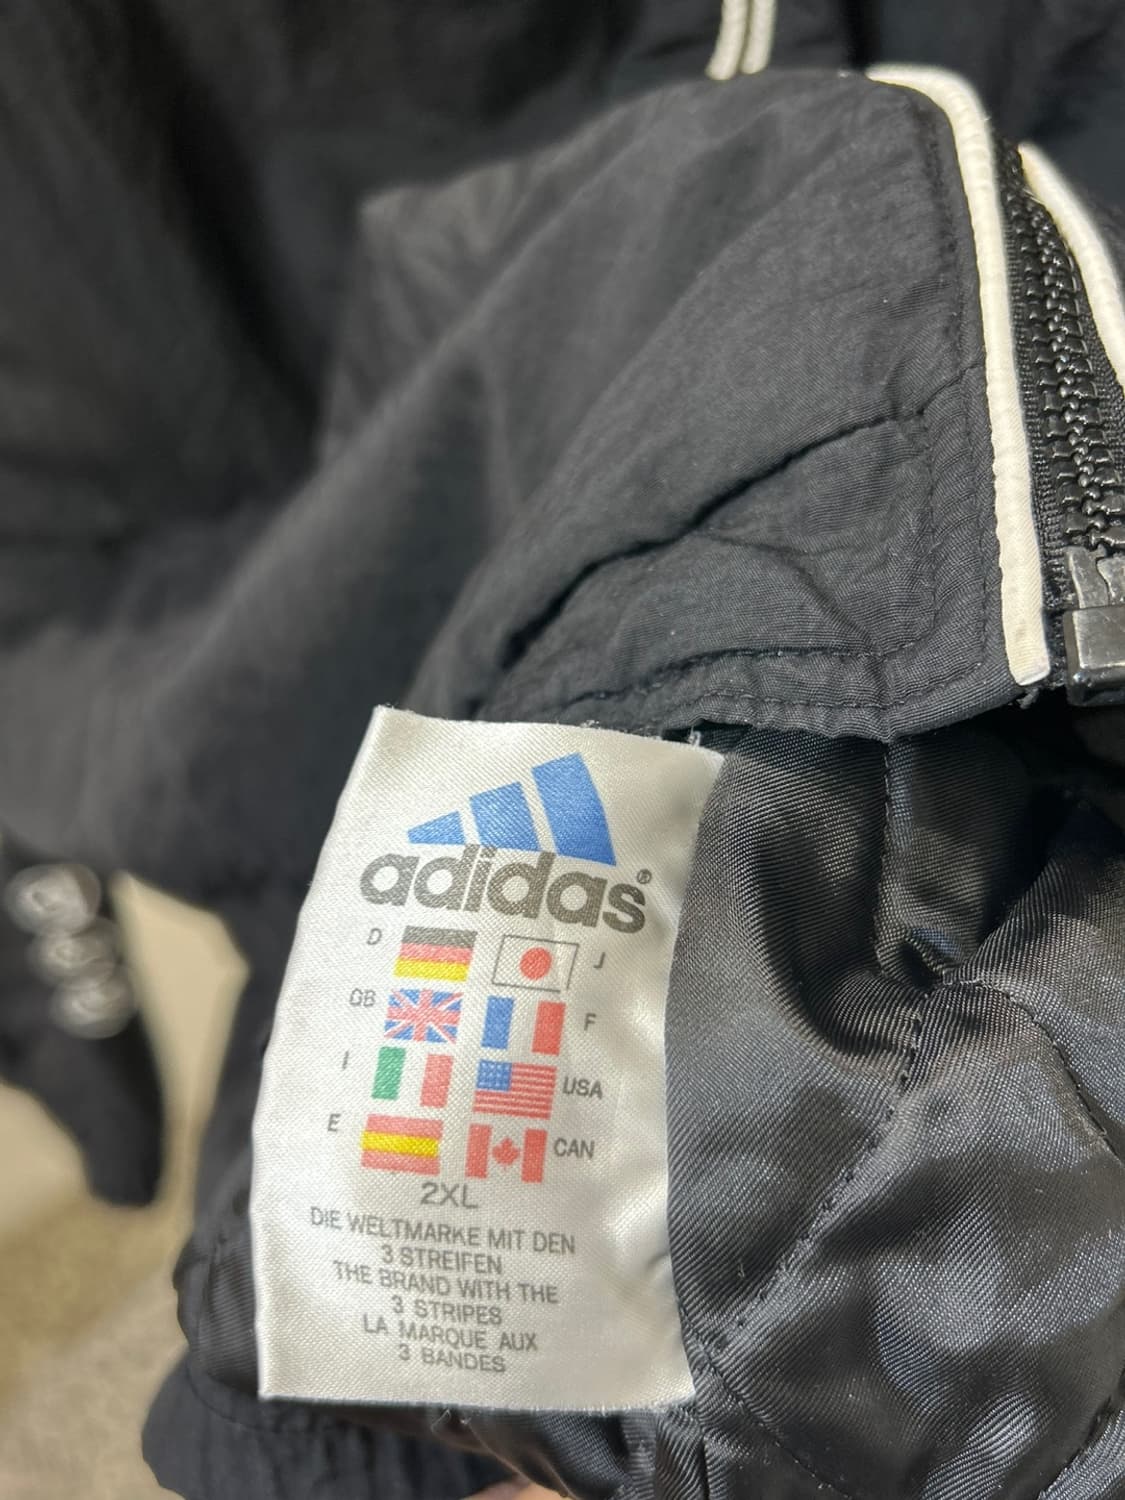 adidas®
D J
GB F
I USA
E CAN
2XL
DIE WELTMARKE MIT DEN
3 STREIFEN
THE BRAND WITH THE
3 STRIPES
LA MARQUE AUX
3 BANDES